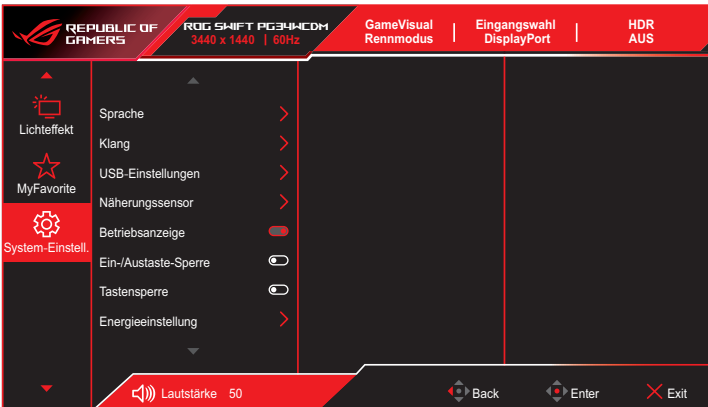 REPUBLIC OF
GAMERS
ROG SWIFT PG34WCDM
3440 x 1440 | 60Hz
GameVisual
Rennmodus
Eingangswahl
DisplayPort
HDR
AUS
Lichteffekt
MyFavorite
System-Einstell.
Sprache
Klang
USB-Einstellungen
Näherungssensor
Betriebsanzeige
Ein-/Austaste-Sperre
Tastensperre
Energieeinstellung
Lautstärke 50
Back
Enter
Exit